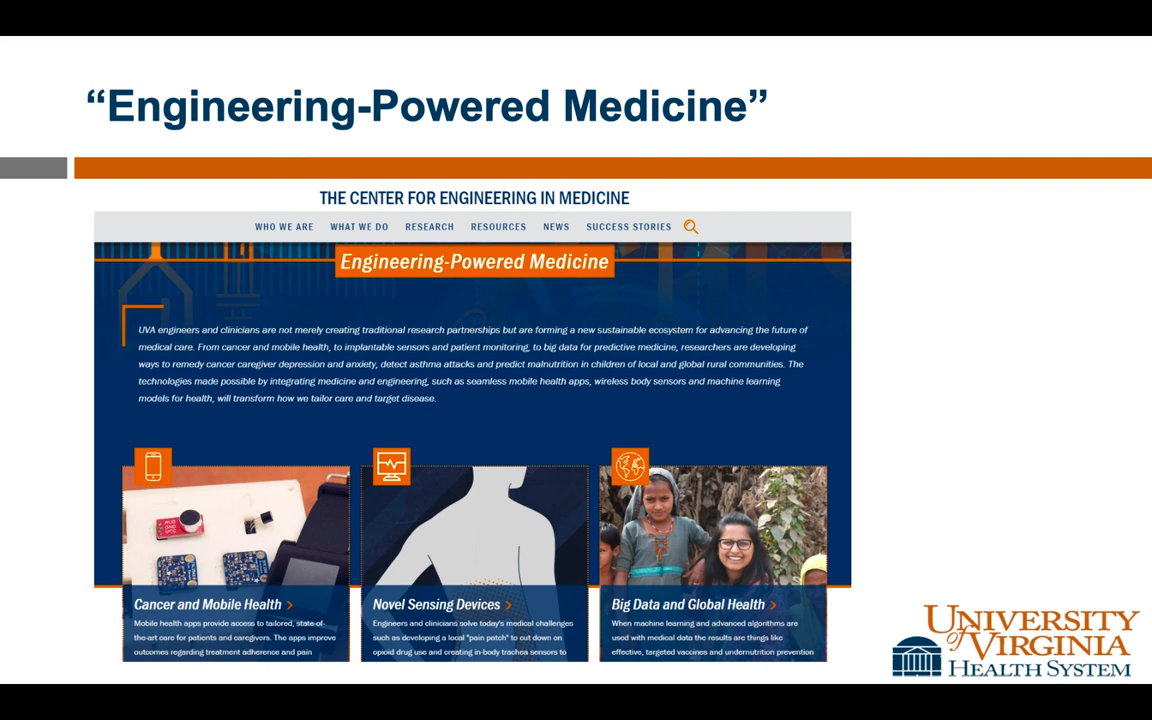 “Engineering-Powered Medicine”
THE CENTER FOR ENGINEERING IN MEDICINE
WHO WE ARE WHAT WE DO RESEARCH RESOURCES NEWS SUCCESS STORIES
Engineering-Powered Medicine
UVA engineers and clinicians are not merely creating traditional research partnerships but are forming a new sustainable ecosystem for advancing the future of
medical care. From cancer and mobile health, to implantable sensors and patient monitoring, to big data for predictive medicine, researchers are developing
ways to remedy cancer caregiver depression and anxiety, detect asthma attacks and predict malnutrition in children of local and global rural communities. The
technologies made possible by integrating medicine and engineering, such as seamless mobile health apps, wireless body sensors and machine learning
models for health, will transform how we tailor care and target disease.
Cancer and Mobile Health >
Mobile health apps provide access to tailored, state-of-
the-art care for patients and caregivers. The apps improve
outcomes regarding treatment adherence and pain
Novel Sensing Devices >
Engineers and clinicians solve today's medical challenges
such as developing a local "pain patch" to cut down on
opioid drug use and creating in-body trachea sensors to
Big Data and Global Health >
When machine learning and advanced algorithms are
used with medical data the results are things like
effective, targeted vaccines and undernutrition prevention
UNIVERSITY
of VIRGINIA
HEALTH SYSTEM